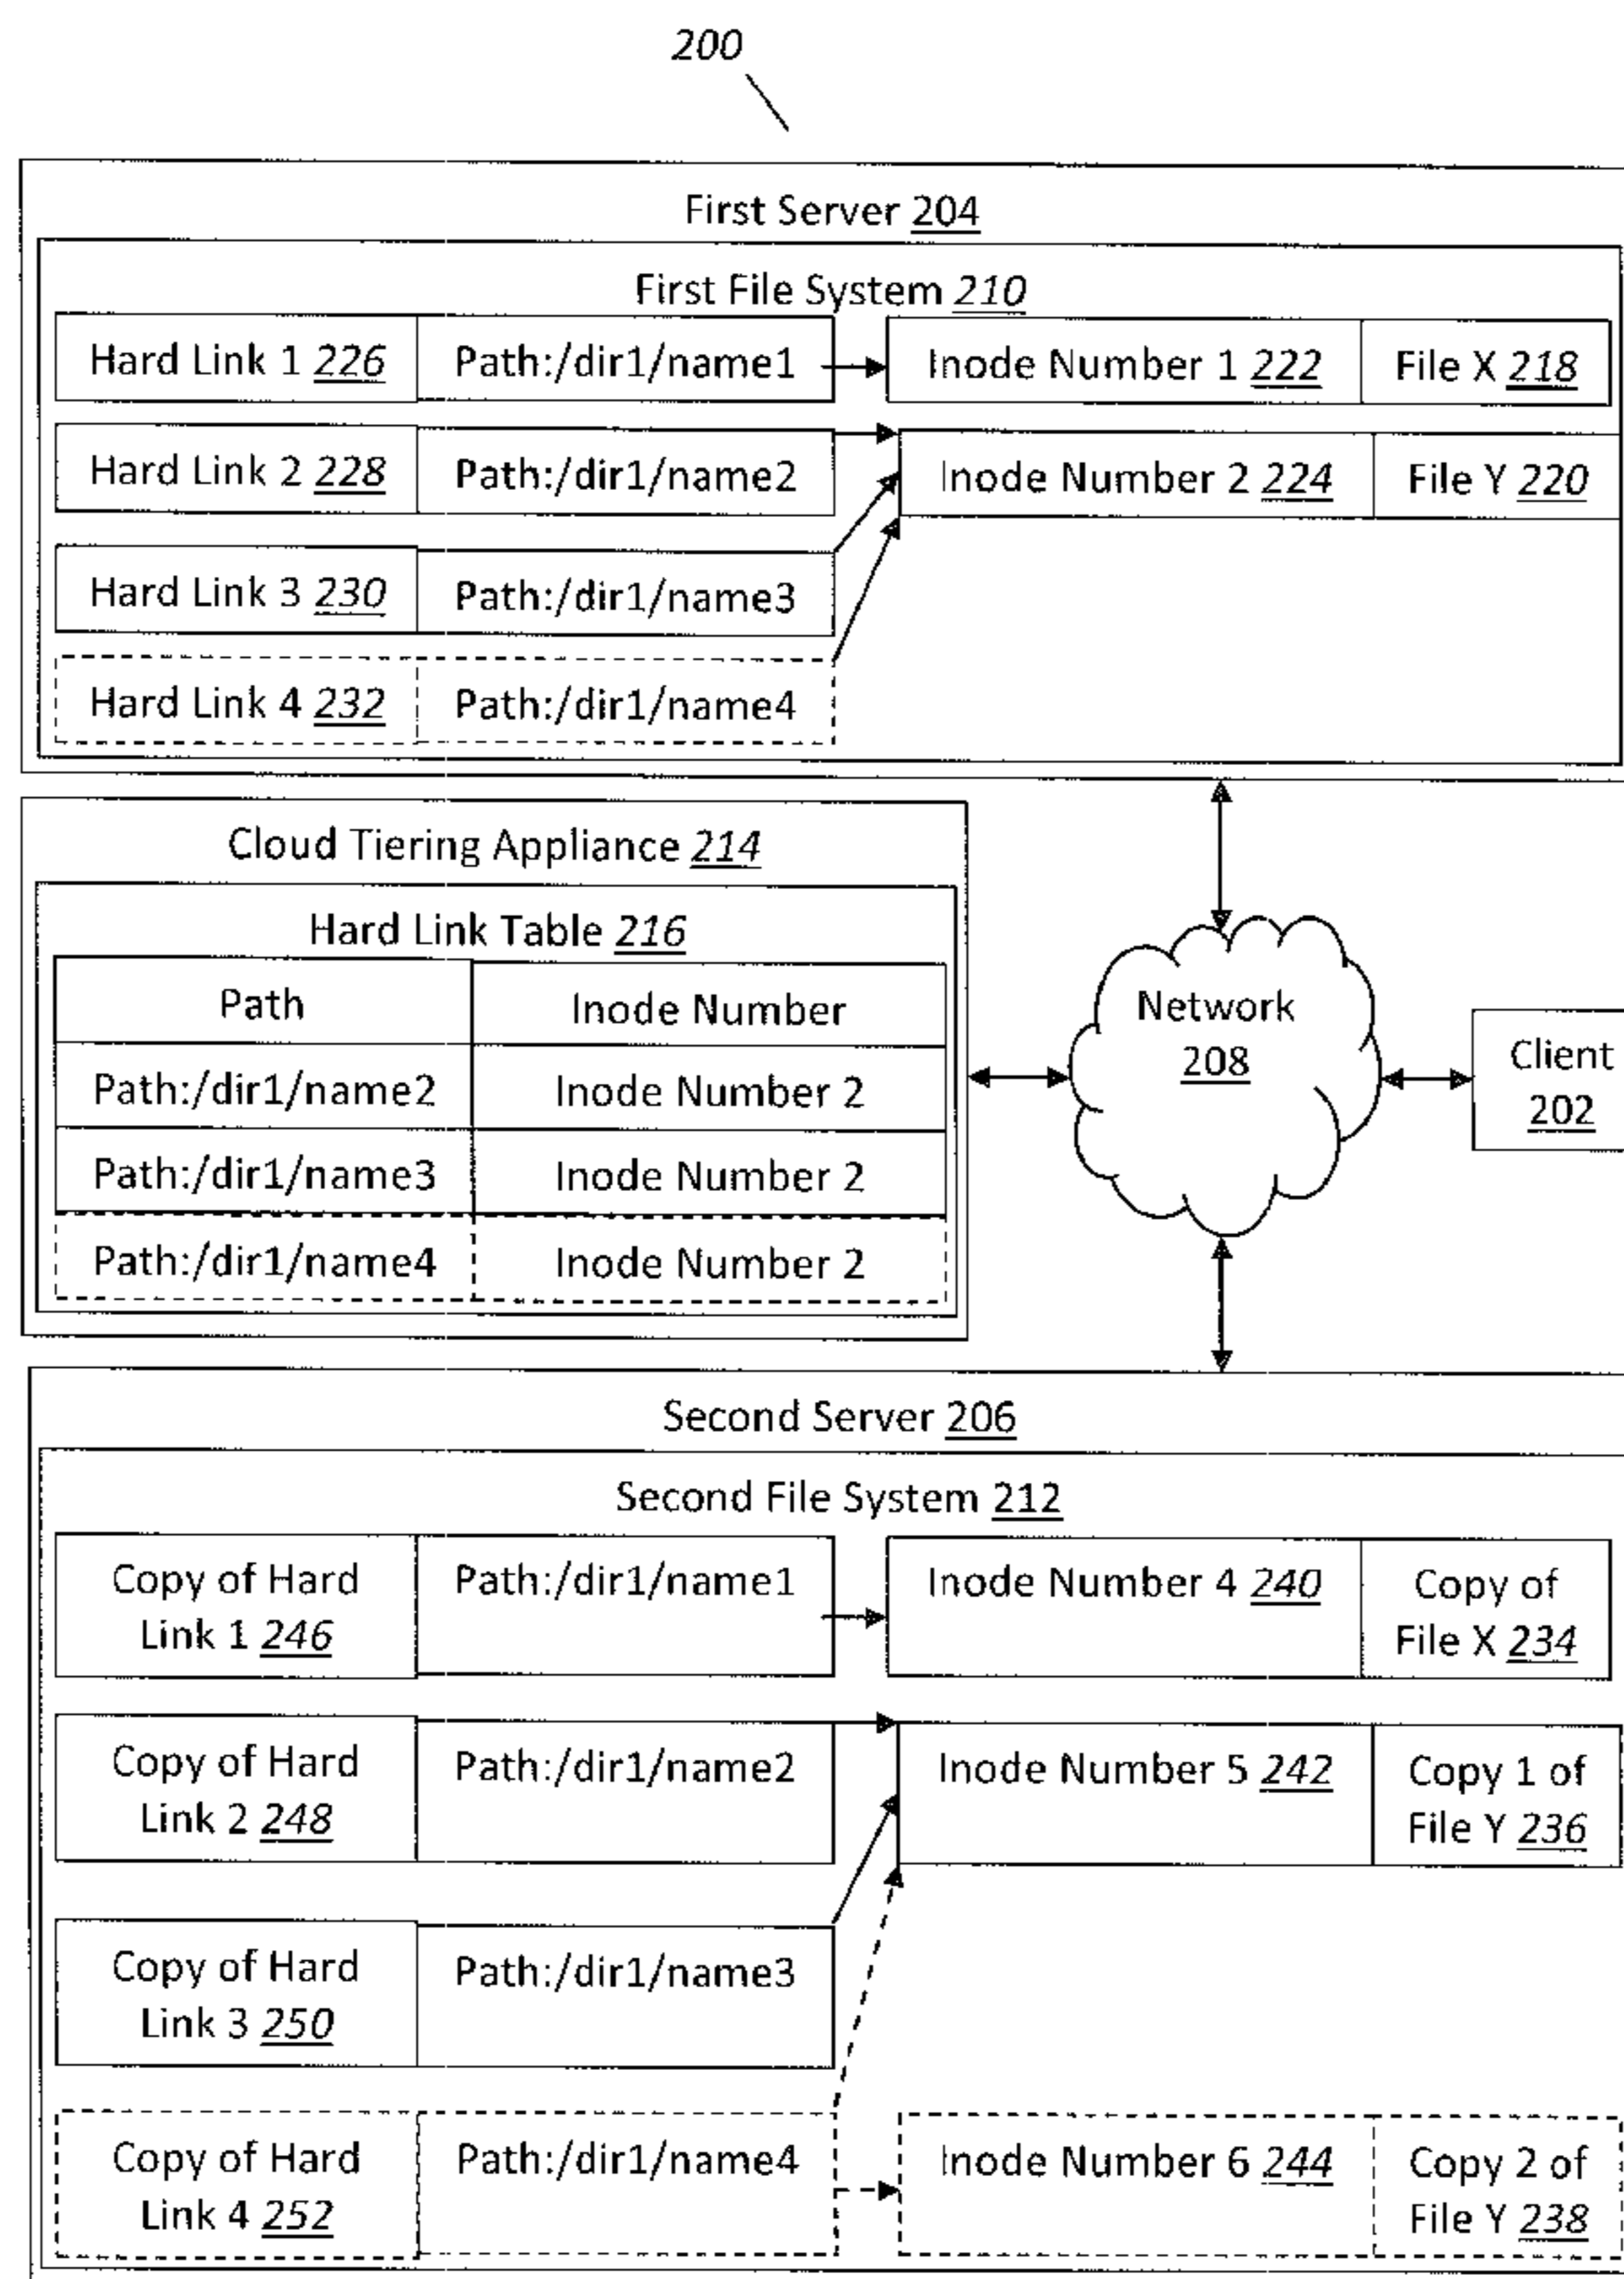 200
First Server 204
First File System 210
Hard Link 1 226 Path:/dir1/name1 Inode Number 1 222 File X 218
Hard Link 2 228 Path:/dir1/name2 Inode Number 2 224 File Y 220
Hard Link 3 230 Path:/dir1/name3
Hard Link 4 232 Path:/dir1/name4
Cloud Tiering Appliance 214
Hard Link Table 216
Path Inode Number
Path:/dir1/name2 Inode Number 2
Path:/dir1/name3 Inode Number 2
Path:/dir1/name4 Inode Number 2
Network
208
Client
202
Second Server 206
Second File System 212
Copy of Hard
Link 1 246
Path:/dir1/name1
Inode Number 4 240
Copy of
File X 234
Copy of Hard
Link 2 248
Path:/dir1/name2
Inode Number 5 242
Copy 1 of
File Y 236
Copy of Hard
Link 3 250
Path:/dir1/name3
Copy of Hard
Link 4 252
Path:/dir1/name4
Inode Number 6 244
Copy 2 of
File Y 238